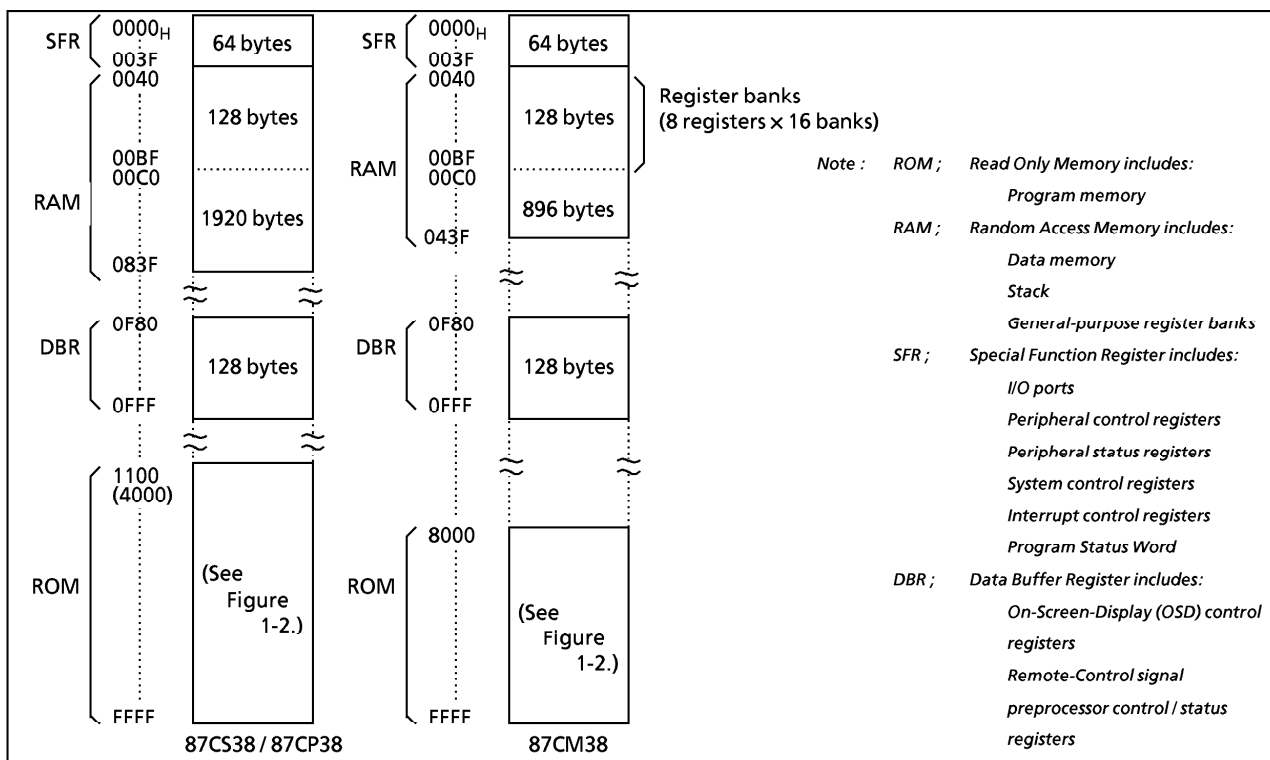 SFR
0000H
003F
64 bytes
RAM
0040
128 bytes
00BF
00C0
1920 bytes
083F
DBR
0F80
128 bytes
0FFF
ROM
1100
(4000)
(See
Figure
1-2.)
FFFF
87CS38 / 87CP38
SFR
0000H
003F
64 bytes
RAM
0040
128 bytes
00BF
00C0
896 bytes
043F
Register banks
(8 registers × 16 banks)
DBR
0F80
128 bytes
0FFF
ROM
8000
(See
Figure
1-2.)
FFFF
87CM38
Note : ROM ; Read Only Memory includes:
Program memory
RAM ; Random Access Memory includes:
Data memory
Stack
General-purpose register banks
SFR ; Special Function Register includes:
I/O ports
Peripheral control registers
Peripheral status registers
System control registers
Interrupt control registers
Program Status Word
DBR ; Data Buffer Register includes:
On-Screen-Display (OSD) control
registers
Remote-Control signal
preprocessor control / status
registers